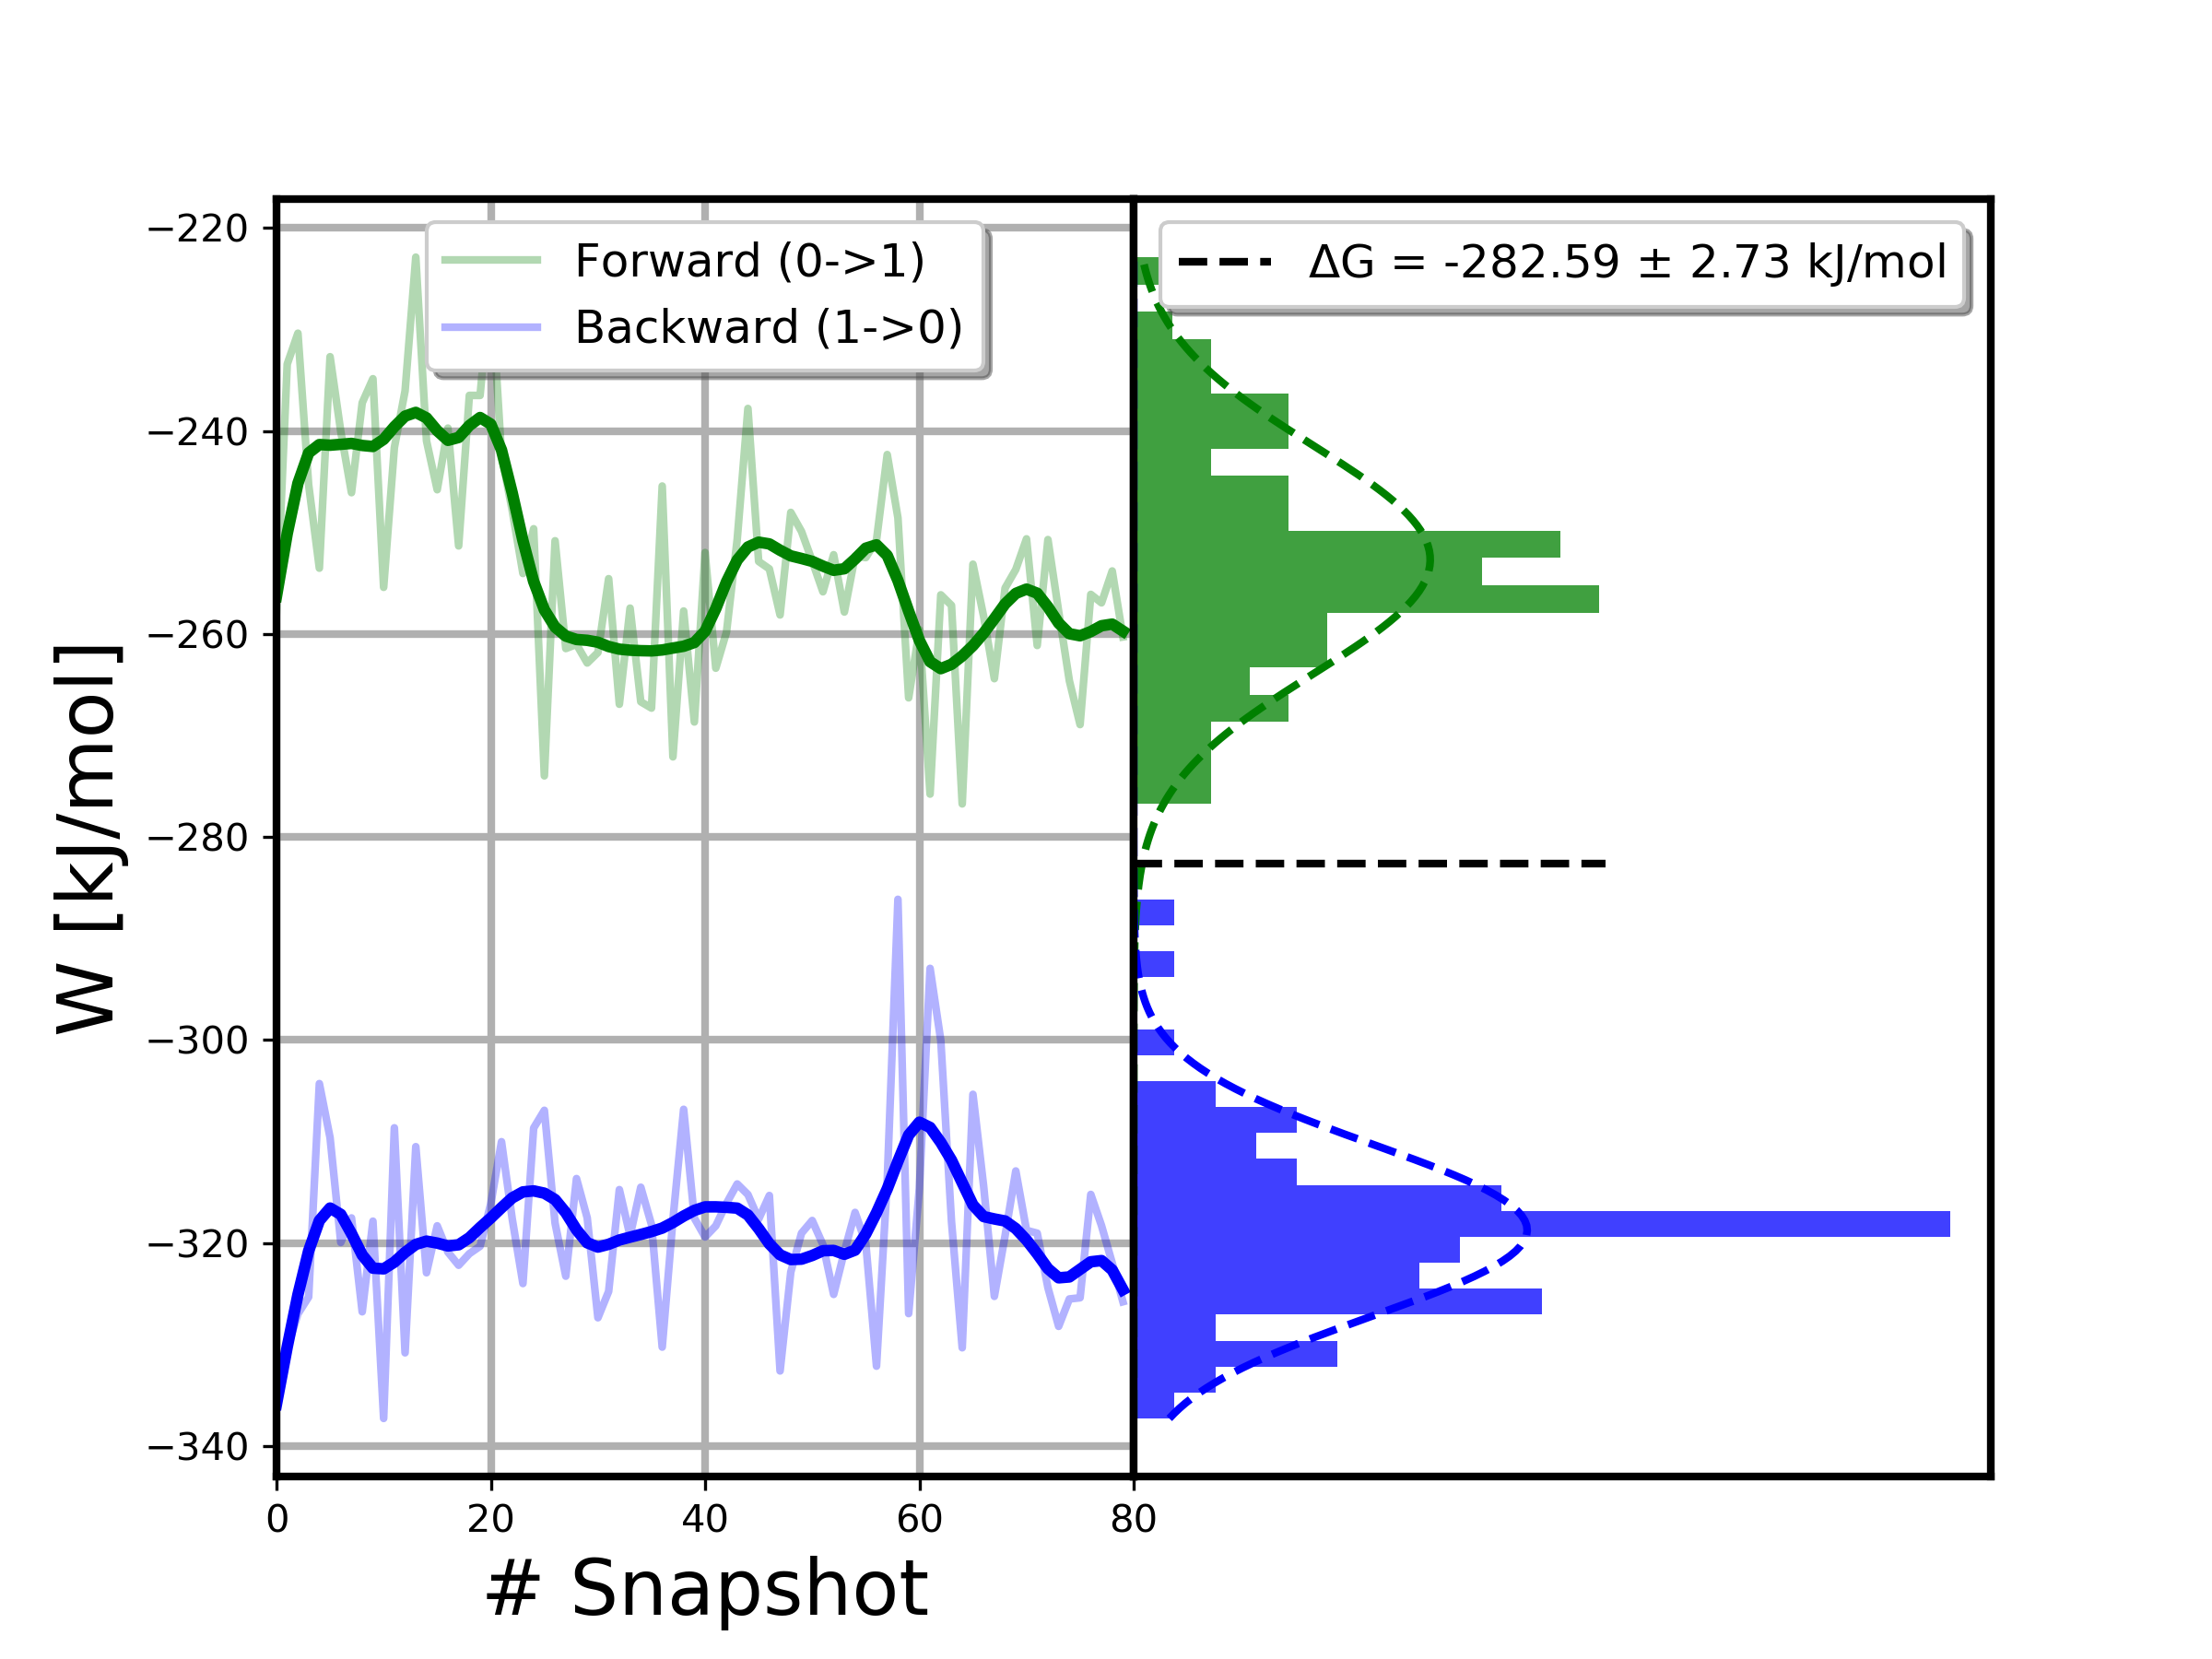 Forward (0->1)
Backward (1->0)
ΔG = -282.59 ± 2.73 kJ/mol
W [kJ/mol]
−220
−240
−260
−280
−300
−320
−340
0
20
40
60
80
# Snapshot